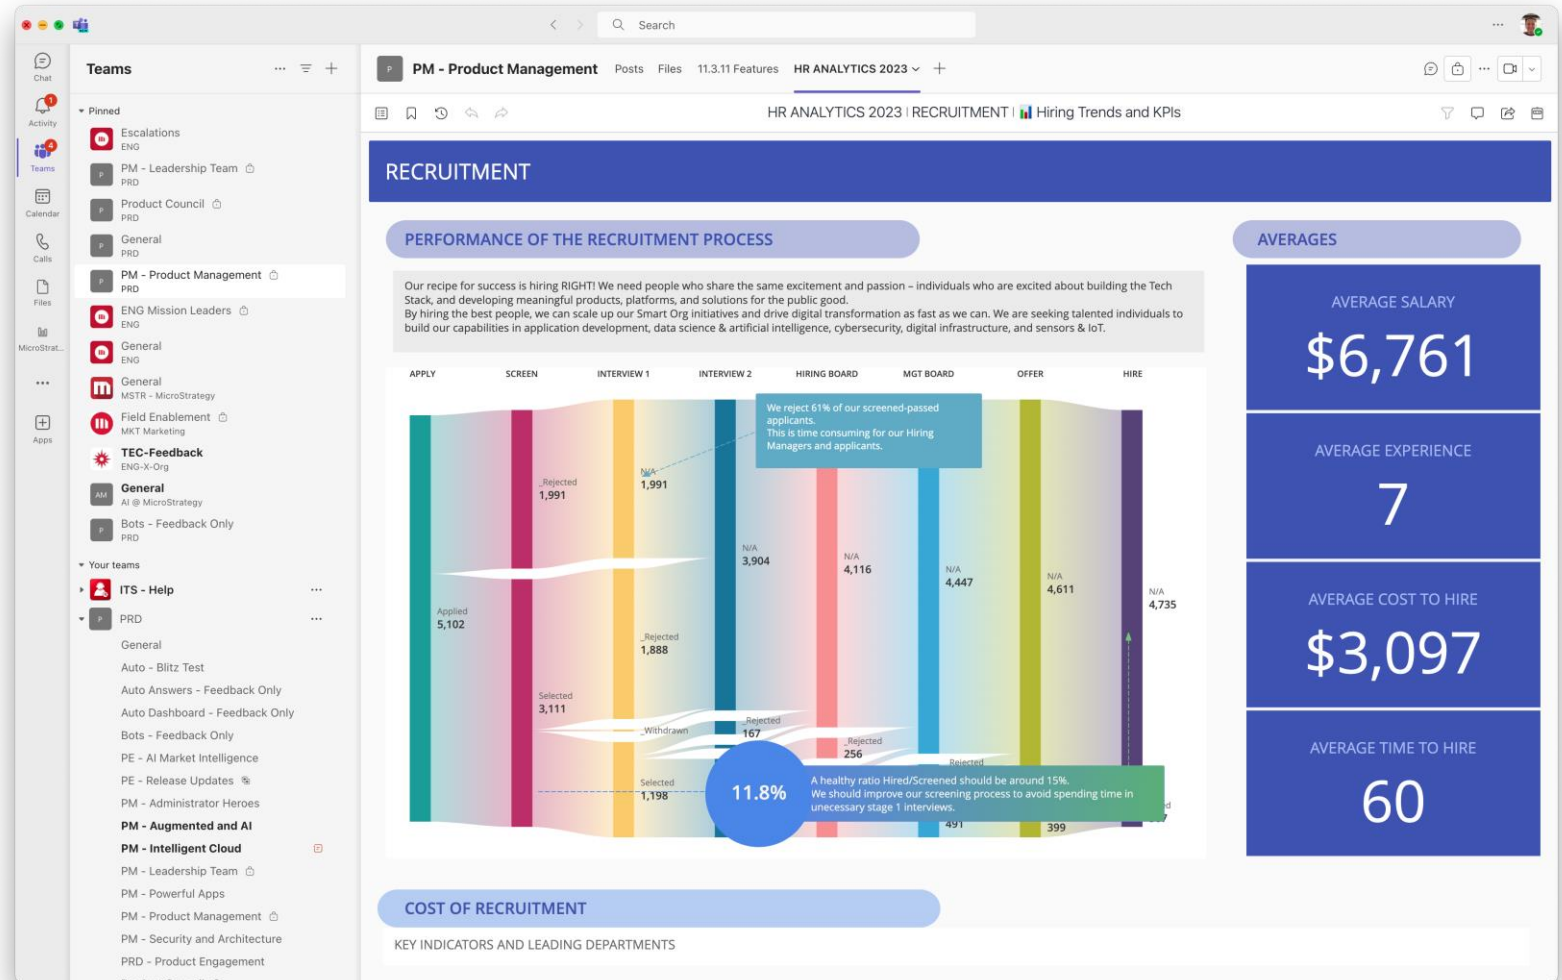 Search
Chat
Activity
1
Teams
4
Calendar
Calls
Files
MicroStrat...
Apps
Teams
Pinned
Escalations
ENG
PM - Leadership Team
PRD
Product Council
PRD
General
PRD
PM - Product Management
PRD
ENG Mission Leaders
ENG
General
ENG
General
MSTR - MicroStrategy
Field Enablement
MKT Marketing
TEC-Feedback
ENG-X-Org
AM
General
AI @ MicroStrategy
Bots - Feedback Only
PRD
Your teams
ITS - Help
P PRD
General
Auto - Blitz Test
Auto Answers - Feedback Only
Auto Dashboard - Feedback Only
Bots - Feedback Only
PE - AI Market Intelligence
PE - Release Updates
PM - Administrator Heroes
PM - Augmented and AI
PM - Intelligent Cloud
PM - Leadership Team
PM - Powerful Apps
PM - Product Management
PM - Security and Architecture
PRD - Product Engagement
P PM - Product Management Posts Files 11.3.11 Features HR ANALYTICS 2023
HR ANALYTICS 2023 | RECRUITMENT | Hiring Trends and KPIs
RECRUITMENT
PERFORMANCE OF THE RECRUITMENT PROCESS
Our recipe for success is hiring RIGHT! We need people who share the same excitement and passion – individuals who are excited about building the Tech
Stack, and developing meaningful products, platforms, and solutions for the public good.
By hiring the best people, we can scale up our Smart Org initiatives and drive digital transformation as fast as we can. We are seeking talented individuals to
build our capabilities in application development, data science & artificial intelligence, cybersecurity, digital infrastructure, and sensors & IoT.
APPLY SCREEN INTERVIEW 1 INTERVIEW 2 HIRING BOARD MGT BOARD OFFER HIRE
We reject 61% of our screened-passed
applicants.
This is time consuming for our Hiring
Managers and applicants.
Applied
5,102
_Rejected
1,991
Selected
3,111
N/A
1,991
_Rejected
1,888
_Withdrawn
Selected
1,198
N/A
3,904
_Rejected
167
N/A
4,116
_Rejected
256
N/A
4,447
Rejected
491
N/A
4,611
399
N/A
4,735
11.8%
A healthy ratio Hired/Screened should be around 15%.
We should improve our screening process to avoid spending time in
unecessary stage 1 interviews.
AVERAGES
AVERAGE SALARY
$6,761
AVERAGE EXPERIENCE
7
AVERAGE COST TO HIRE
$3,097
AVERAGE TIME TO HIRE
60
COST OF RECRUITMENT
KEY INDICATORS AND LEADING DEPARTMENTS